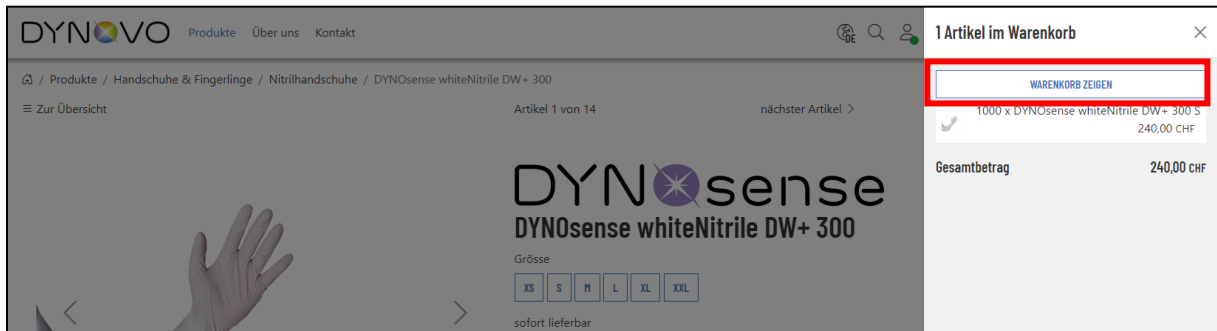 DYNOVO Produkte Über uns Kontakt DE
/ Produkte / Handschuhe & Fingerlinge / Nitrilhandschuhe / DYNOsense whiteNitrile DW+ 300
Zur Übersicht Artikel 1 von 14 nächster Artikel
DYNOsense
DYNOsense whiteNitrile DW+ 300
Grösse
XS S M L XL XXL
sofort lieferbar
1 Artikel im Warenkorb
WARENKORB ZEIGEN
1000 x DYNOsense whiteNitrile DW+ 300 S
240,00 CHF
Gesamtbetrag 240,00 CHF